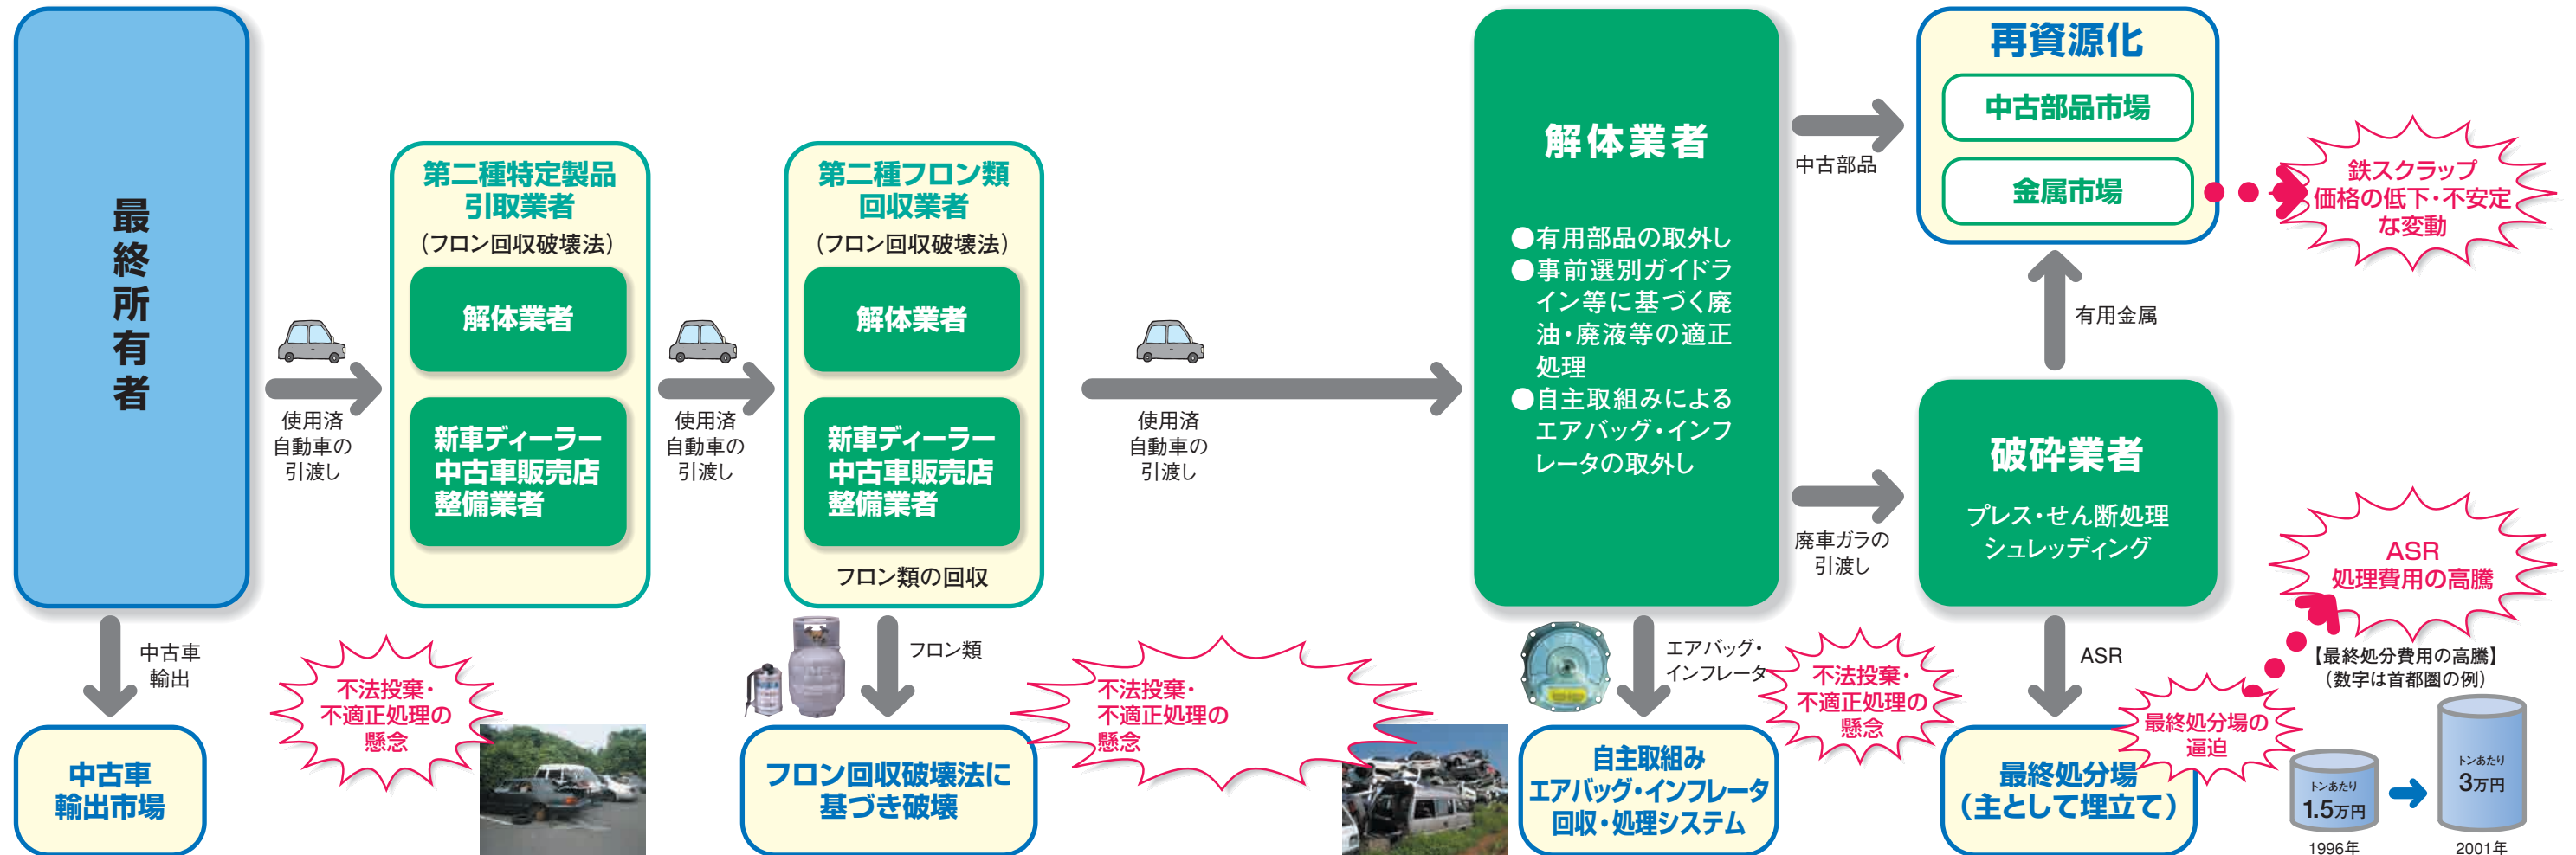 最終所有者
中古車
輸出
中古車
輸出市場
使用済
自動車の
引渡し
第二種特定製品
引取業者
（フロン回収破壊法）
解体業者
新車ディーラー
中古車販売店
整備業者
不法投棄・
不適正処理の
懸念
使用済
自動車の
引渡し
第二種フロン類
回収業者
（フロン回収破壊法）
解体業者
新車ディーラー
中古車販売店
整備業者
フロン類の回収
フロン類
フロン回収破壊法に
基づき破壊
使用済
自動車の
引渡し
不法投棄・
不適正処理の
懸念
解体業者
●有用部品の取外し
●事前選別ガイドラ
イン等に基づく廃
油・廃液等の適正
処理
●自主取組みによる
エアバッグ・インフ
レータの取外し
エアバッグ・
インフレータ
自主取組み
エアバッグ・インフレータ
回収・処理システム
中古部品
廃車ガラの
引渡し
不法投棄・
不適正処理の
懸念
再資源化
中古部品市場
金属市場
鉄スクラップ
価格の低下・不安定
な変動
有用金属
破砕業者
プレス・せん断処理
シュレッディング
ASR
最終処分場
（主として埋立て）
最終処分場の
逼迫
ASR
処理費用の高騰
【最終処分費用の高騰】
（数字は首都圏の例）
トンあたり
1.5万円
1996年
トンあたり
3万円
2001年